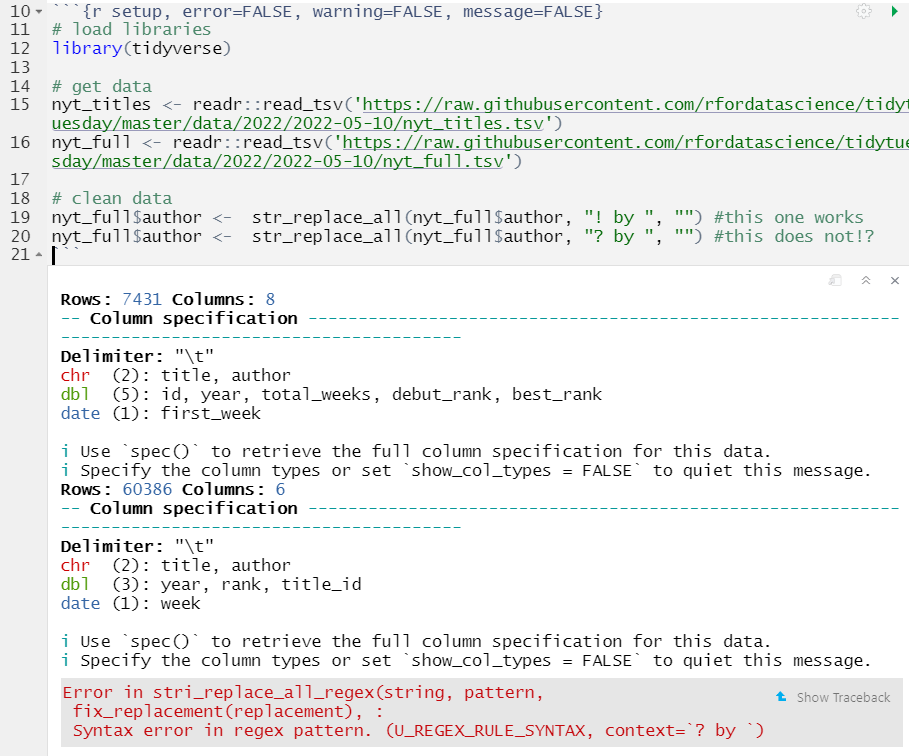 10 ```{r setup, error=FALSE, warning=FALSE, message=FALSE}
11 # load libraries
12 library(tidyverse)
13
14 # get data
15 nyt_titles <- readr::read_tsv('https://raw.githubusercontent.com/rfordatascience/tidyt
uesday/master/data/2022/2022-05-10/nyt_titles.tsv')
16 nyt_full <- readr::read_tsv('https://raw.githubusercontent.com/rfordatascience/tidytue
sday/master/data/2022/2022-05-10/nyt_full.tsv')
17
18 # clean data
19 nyt_full$author <-  str_replace_all(nyt_full$author, "! by ", "") #this one works
20 nyt_full$author <-  str_replace_all(nyt_full$author, "? by ", "") #this does not!?
21 ```
Rows: 7431 Columns: 8
-- Column specification -----------------------------------------------------------
----------------------------------------
Delimiter: "\t"
chr  (2): title, author
dbl  (5): id, year, total_weeks, debut_rank, best_rank
date (1): first_week
i Use `spec()` to retrieve the full column specification for this data.
i Specify the column types or set `show_col_types = FALSE` to quiet this message.
Rows: 60386 Columns: 6
-- Column specification -----------------------------------------------------------
----------------------------------------
Delimiter: "\t"
chr  (2): title, author
dbl  (3): year, rank, title_id
date (1): week
i Use `spec()` to retrieve the full column specification for this data.
i Specify the column types or set `show_col_types = FALSE` to quiet this message.
Error in stri_replace_all_regex(string, pattern, Show Traceback
fix_replacement(replacement), :
Syntax error in regex pattern. (U_REGEX_RULE_SYNTAX, context=`? by `)